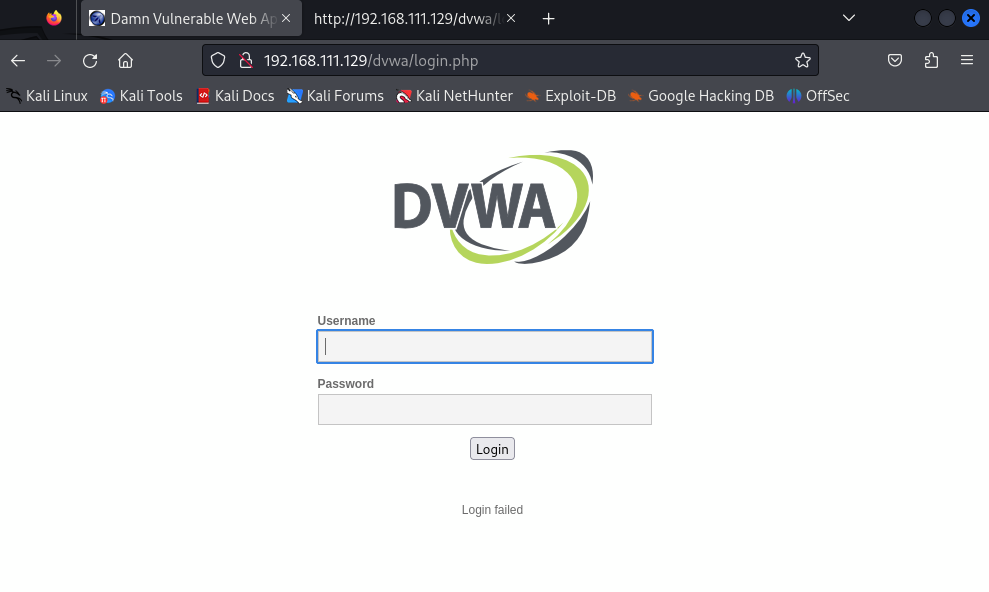 Damn Vulnerable Web Ap
http://192.168.111.129/dvwa/l
192.168.111.129/dvwa/login.php
Kali Linux Kali Tools Kali Docs Kali Forums Kali NetHunter Exploit-DB Google Hacking DB OffSec
DVWA
Username
Password
Login
Login failed